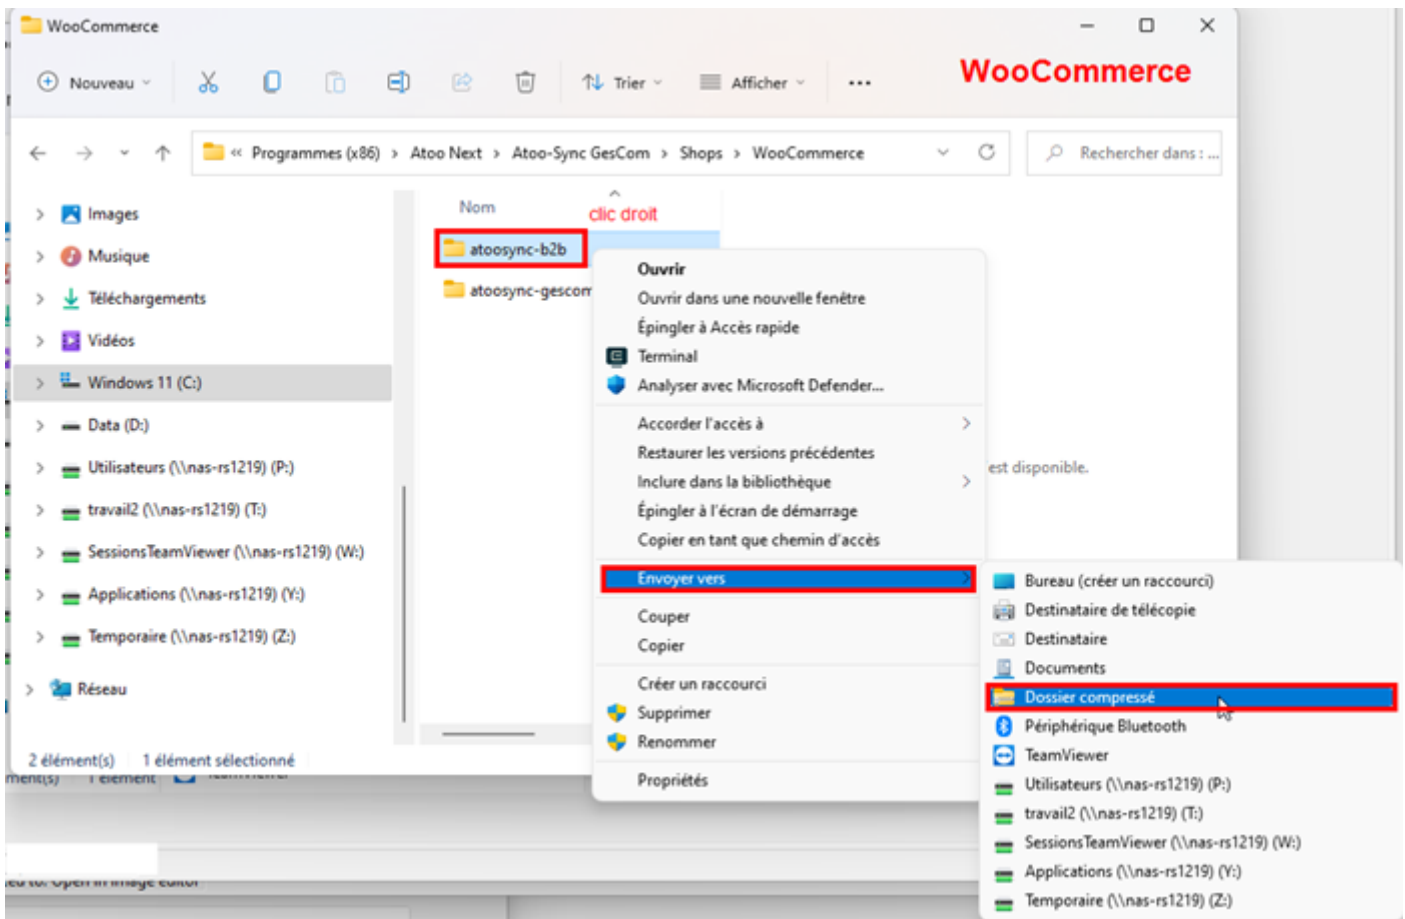 WooCommerce
Nouveau
Trier
Afficher
...
WooCommerce
« Programmes (x86) > Atoo Next > Atoo-Sync GesCom > Shops > WooCommerce
Rechercher dans : ...
Images
Musique
Téléchargements
Vidéos
Windows 11 (C:)
Data (D:)
Utilisateurs (\\nas-rs1219) (P:)
travail2 (\\nas-rs1219) (T:)
SessionsTeamViewer (\\nas-rs1219) (W:)
Applications (\\nas-rs1219) (Y:)
Temporaire (\\nas-rs1219) (Z:)
Réseau
2 élément(s)
1 élément sélectionné
Nom
clic droit
atoosync-b2b
atoosync-gescom
Ouvrir
Ouvrir dans une nouvelle fenêtre
Épingler à Accès rapide
Terminal
Analyser avec Microsoft Defender...
Accorder l'accès à
Restaurer les versions précédentes
Inclure dans la bibliothèque
Épingler à l'écran de démarrage
Copier en tant que chemin d'accès
Envoyer vers
Couper
Copier
Créer un raccourci
Supprimer
Renommer
Propriétés
est disponible.
Bureau (créer un raccourci)
Destinataire de télécopie
Destinataire
Documents
Dossier compressé
Périphérique Bluetooth
TeamViewer
Utilisateurs (\\nas-rs1219) (P:)
travail2 (\\nas-rs1219) (T:)
SessionsTeamViewer (\\nas-rs1219) (W:)
Applications (\\nas-rs1219) (Y:)
Temporaire (\\nas-rs1219) (Z:)